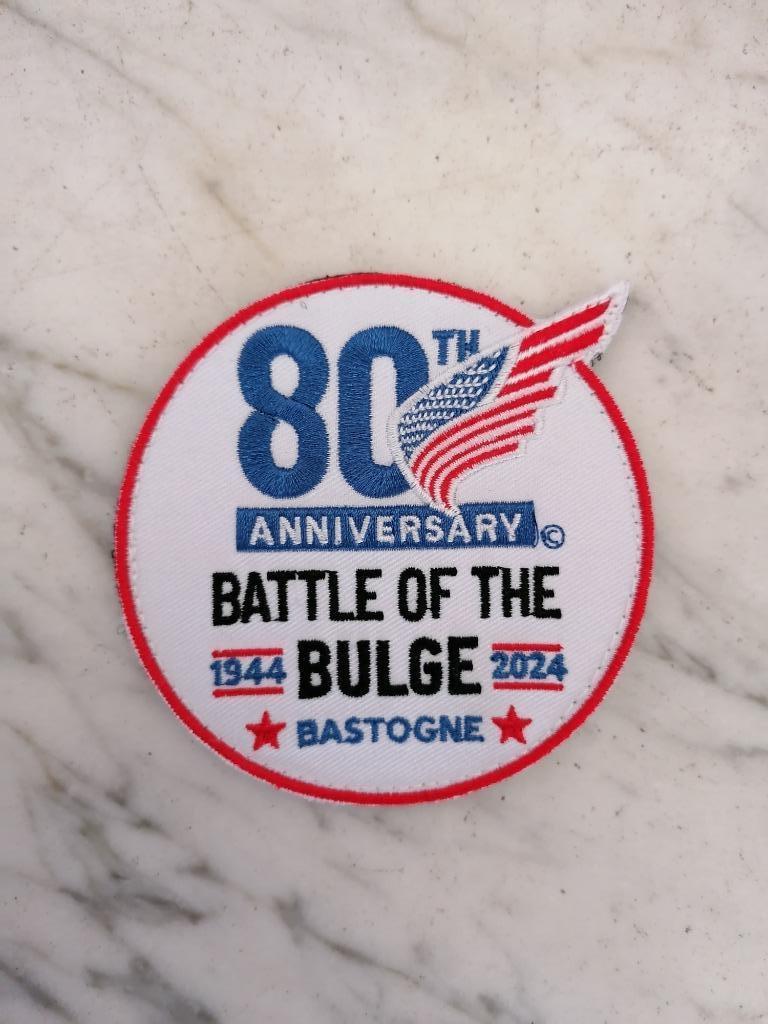 80TH
ANNIVERSARY ©
BATTLE OF THE
1944 BULGE 2024
BASTOGNE